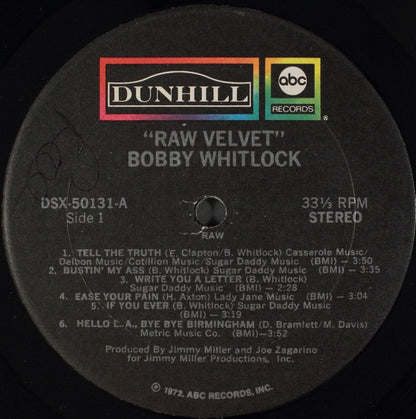 DUNHILL
abc
RECORDS
®
"RAW VELVET"
BOBBY WHITLOCK
DSX-50131-A
Side 1
33⅓ RPM
STEREO
RAW
1. TELL THE TRUTH (E. Clapton/B. Whitlock) Casserole Music/
Delbon Music/Cotillion Music/Sugar Daddy Music (BMI) — 3:50
2. BUSTIN' MY ASS (B. Whitlock) Sugar Daddy Music (BMI) — 3:35
3. WRITE YOU A LETTER (B. Whitlock)
Sugar Daddy Music (BMI) — 2:28
4. EASE YOUR PAIN (H. Axton) Lady Jane Music (BMI) — 3:04
5. IF YOU EVER (B. Whitlock) Sugar Daddy Music
(BMI) — 3:19
6. HELLO L.A., BYE BYE BIRMINGHAM (D. Bramlett/M. Davis)
Metric Music Co. (BMI)—3:52
Produced By Jimmy Miller and Joe Zagarino
for Jimmy Miller Productions, Inc.
℗ 1972, ABC RECORDS, INC.